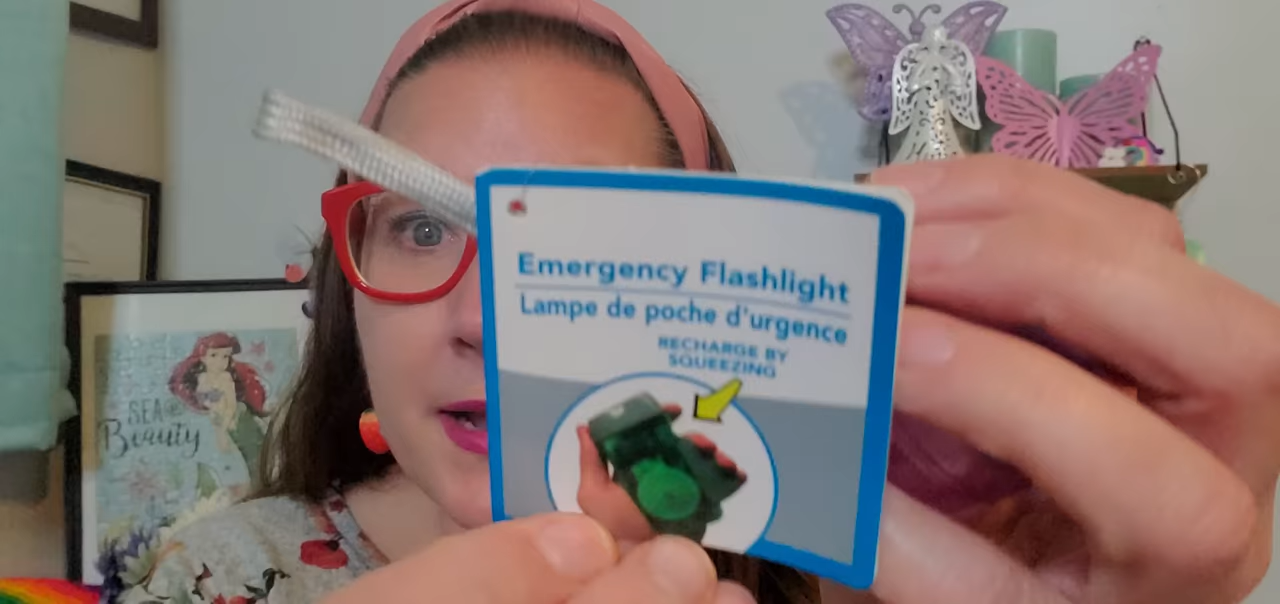 Emergency Flashlight
Lampe de poche d'urgence
RECHARGE BY
SQUEEZING
SEA
Beauty